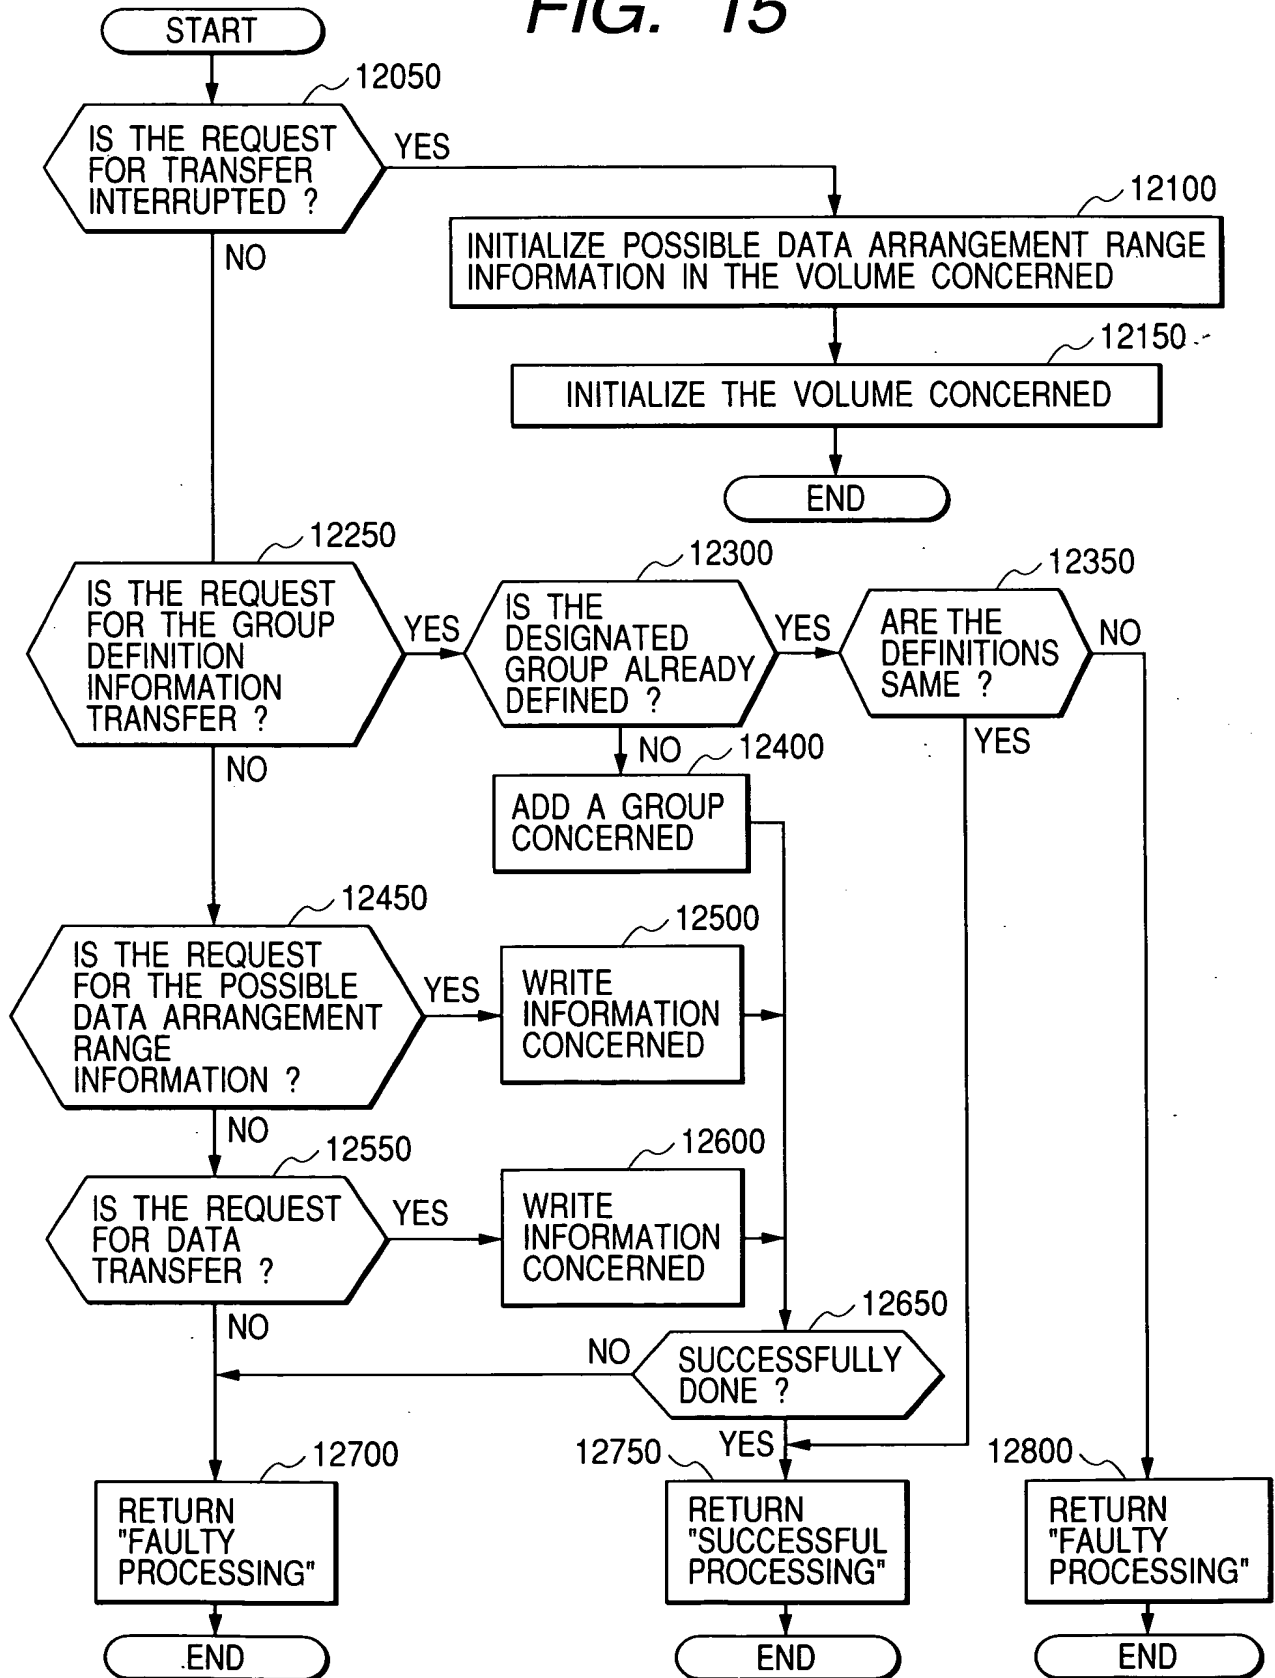 FIG. 15
START
12050
IS THE REQUEST
FOR TRANSFER
INTERRUPTED ?
YES
NO
12100
INITIALIZE POSSIBLE DATA ARRANGEMENT RANGE
INFORMATION IN THE VOLUME CONCERNED
12150
INITIALIZE THE VOLUME CONCERNED
END
12250
IS THE REQUEST
FOR THE GROUP
DEFINITION
INFORMATION
TRANSFER ?
YES
NO
12300
IS THE
DESIGNATED
GROUP ALREADY
DEFINED ?
YES
NO
12350
ARE THE
DEFINITIONS
SAME ?
NO
YES
12400
ADD A GROUP
CONCERNED
12450
IS THE REQUEST
FOR THE POSSIBLE
DATA ARRANGEMENT
RANGE
INFORMATION ?
YES
NO
12500
WRITE
INFORMATION
CONCERNED
12550
IS THE REQUEST
FOR DATA
TRANSFER ?
YES
NO
12600
WRITE
INFORMATION
CONCERNED
12650
SUCCESSFULLY
DONE ?
NO
YES
12700
RETURN
"FAULTY
PROCESSING"
END
12750
RETURN
"SUCCESSFUL
PROCESSING"
END
12800
RETURN
"FAULTY
PROCESSING"
END